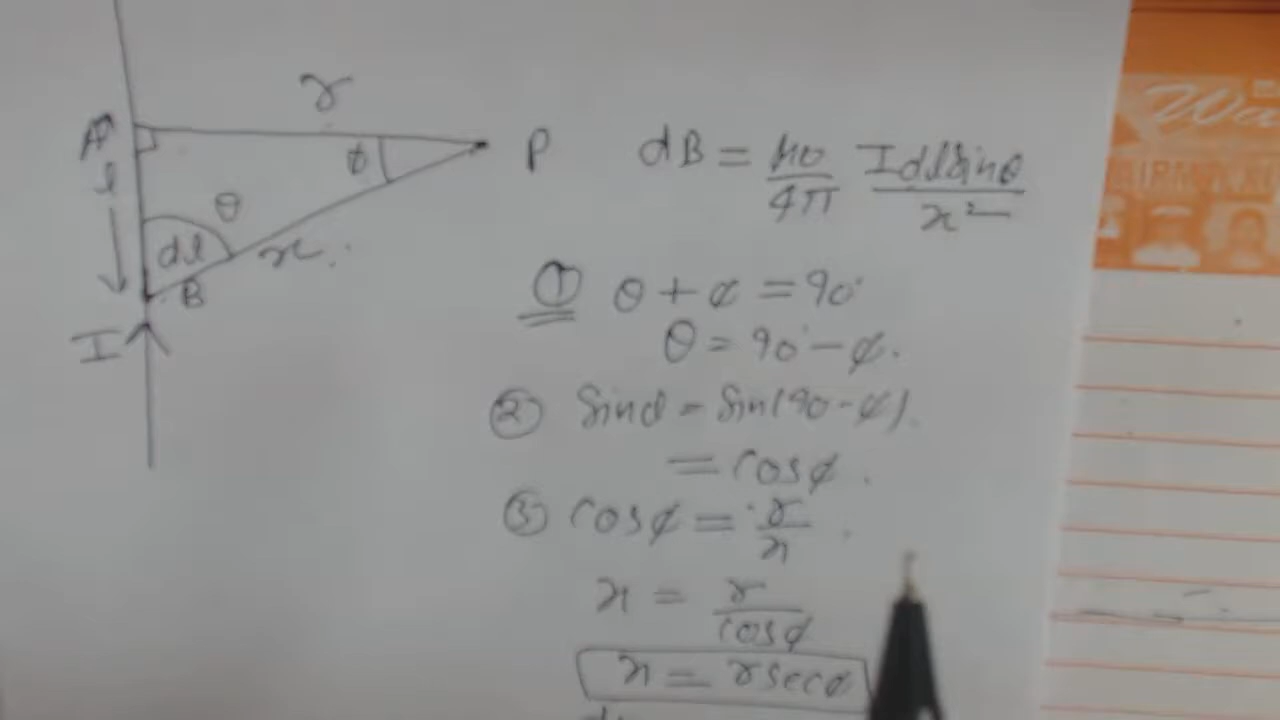 r
A
P
l
ϕ
θ
dl
x
B
I
dB = μ0/4π Idl sinθ/x²
① θ + ϕ = 90°
θ = 90° - ϕ.
② Sinθ = Sin(90 - ϕ).
= Cosϕ.
③ Cosϕ = r/x.
x = r/cosϕ
x = r secϕ
Wa